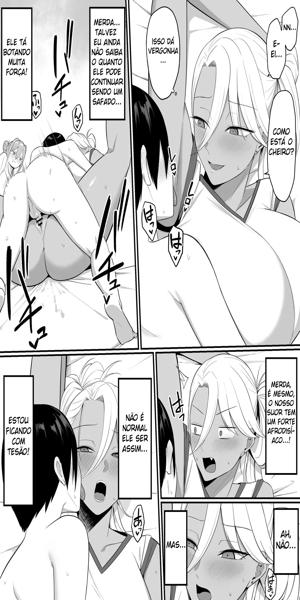 NN...
E-
EI...
COMO
ESTÁ O
CHEIRO?
ISSO DÁ
VERGONHA
...
MERDA...
TALVEZ
EU AINDA
NÃO SAIBA
O QUANTO
ELE PODE
CONTINUAR
SENDO UM
SAFADO...
ELE TÁ
BOTANDO
MUITA
FORÇA!
MERDA,
É MESMO,
O NOSSO
SUOR TEM
UM FORTE
AFRODISÍ-
ACO...!
AH,
NÃO...
MAS...
NÃO É
NORMAL
ELE SER
ASSIM...
ESTOU
FICANDO
COM
TESÃO!